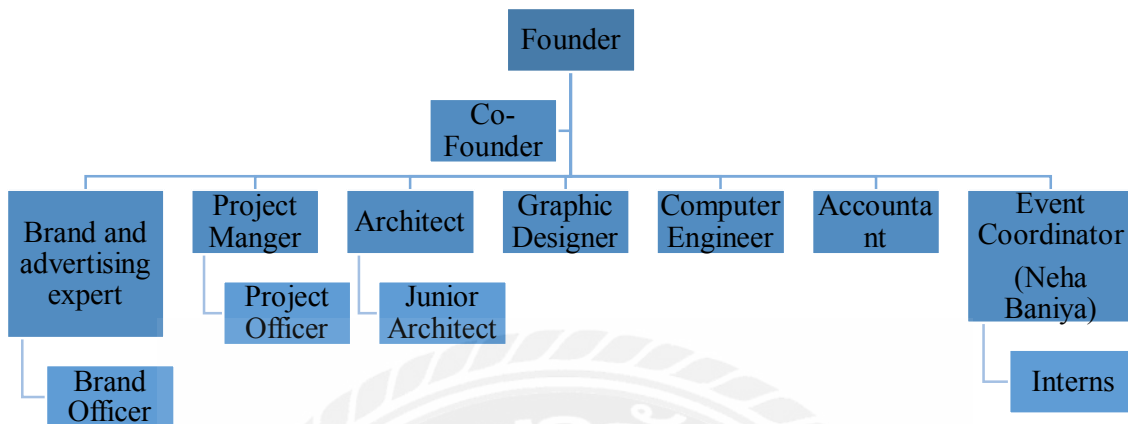 Founder
Co-
Founder
Brand and
advertising
expert
Project
Manger
Architect
Graphic
Designer
Computer
Engineer
Accounta
nt
Event
Coordinator
(Neha
Baniya)
Project
Officer
Junior
Architect
Brand
Officer
Interns